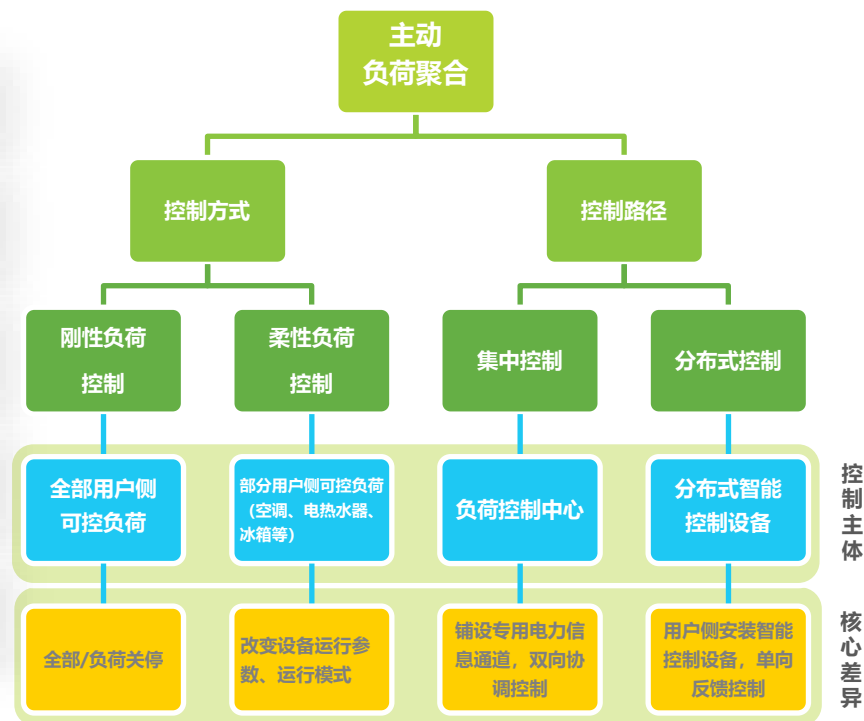 主动
负荷聚合
控制方式
控制路径
刚性负荷
控制
柔性负荷
控制
集中控制
分布式控制
全部用户侧
可控负荷
部分用户侧可控负荷
（空调、电热水器、
冰箱等）
负荷控制中心
分布式智能
控制设备
控制主体
全部/负荷关停
改变设备运行参
数、运行模式
铺设专用电力信
息通道，双向协
调控制
用户侧安装智能
控制设备，单向
反馈控制
核心差异